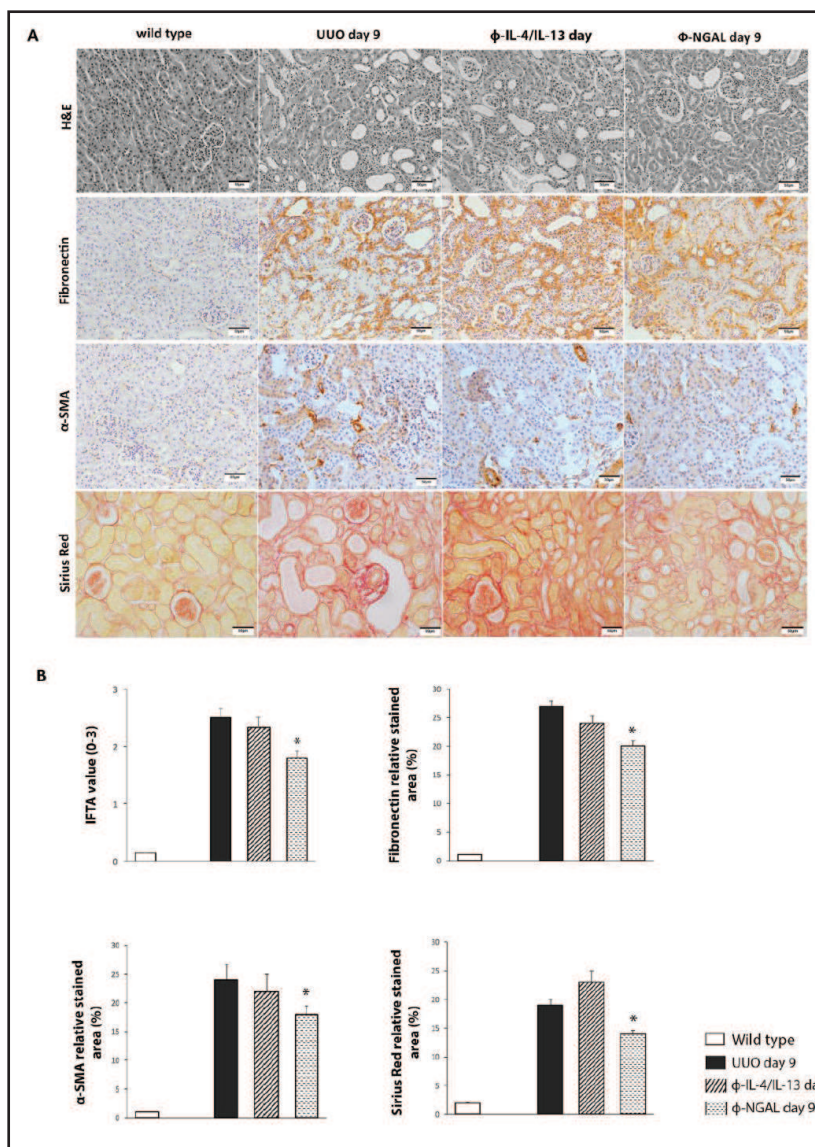 A
wild type
UUO day 9
ϕ-IL-4/IL-13 day
Φ-NGAL day 9
H&E
Fibronectin
α-SMA
Sirius Red
B
IFTA value (0-3)
3
2
1
0
*
Fibronectin relative stained
area (%)
30
25
20
15
10
5
0
*
α-SMA relative stained
area (%)
30
25
20
15
10
5
0
*
Sirius Red relative stained
area (%)
30
25
20
15
10
5
0
*
Wild type
UUO day 9
ϕ-IL-4/IL-13 da
ϕ-NGAL day 9